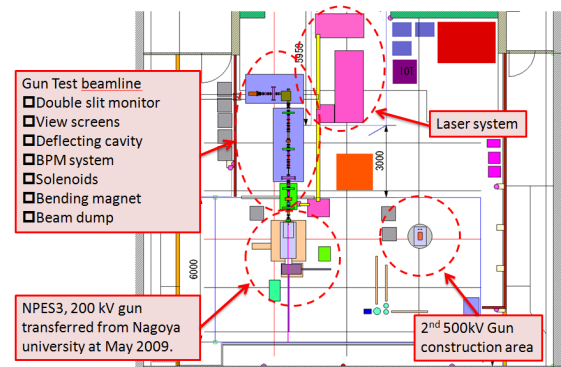 Gun Test beamline
❑Double slit monitor
❑View screens
❑Deflecting cavity
❑BPM system
❑Solenoids
❑Bending magnet
❑Beam dump
5950
Laser system
3000
6000
NPES3, 200 kV gun
transferred from Nagoya
university at May 2009.
2nd 500kV Gun
construction area